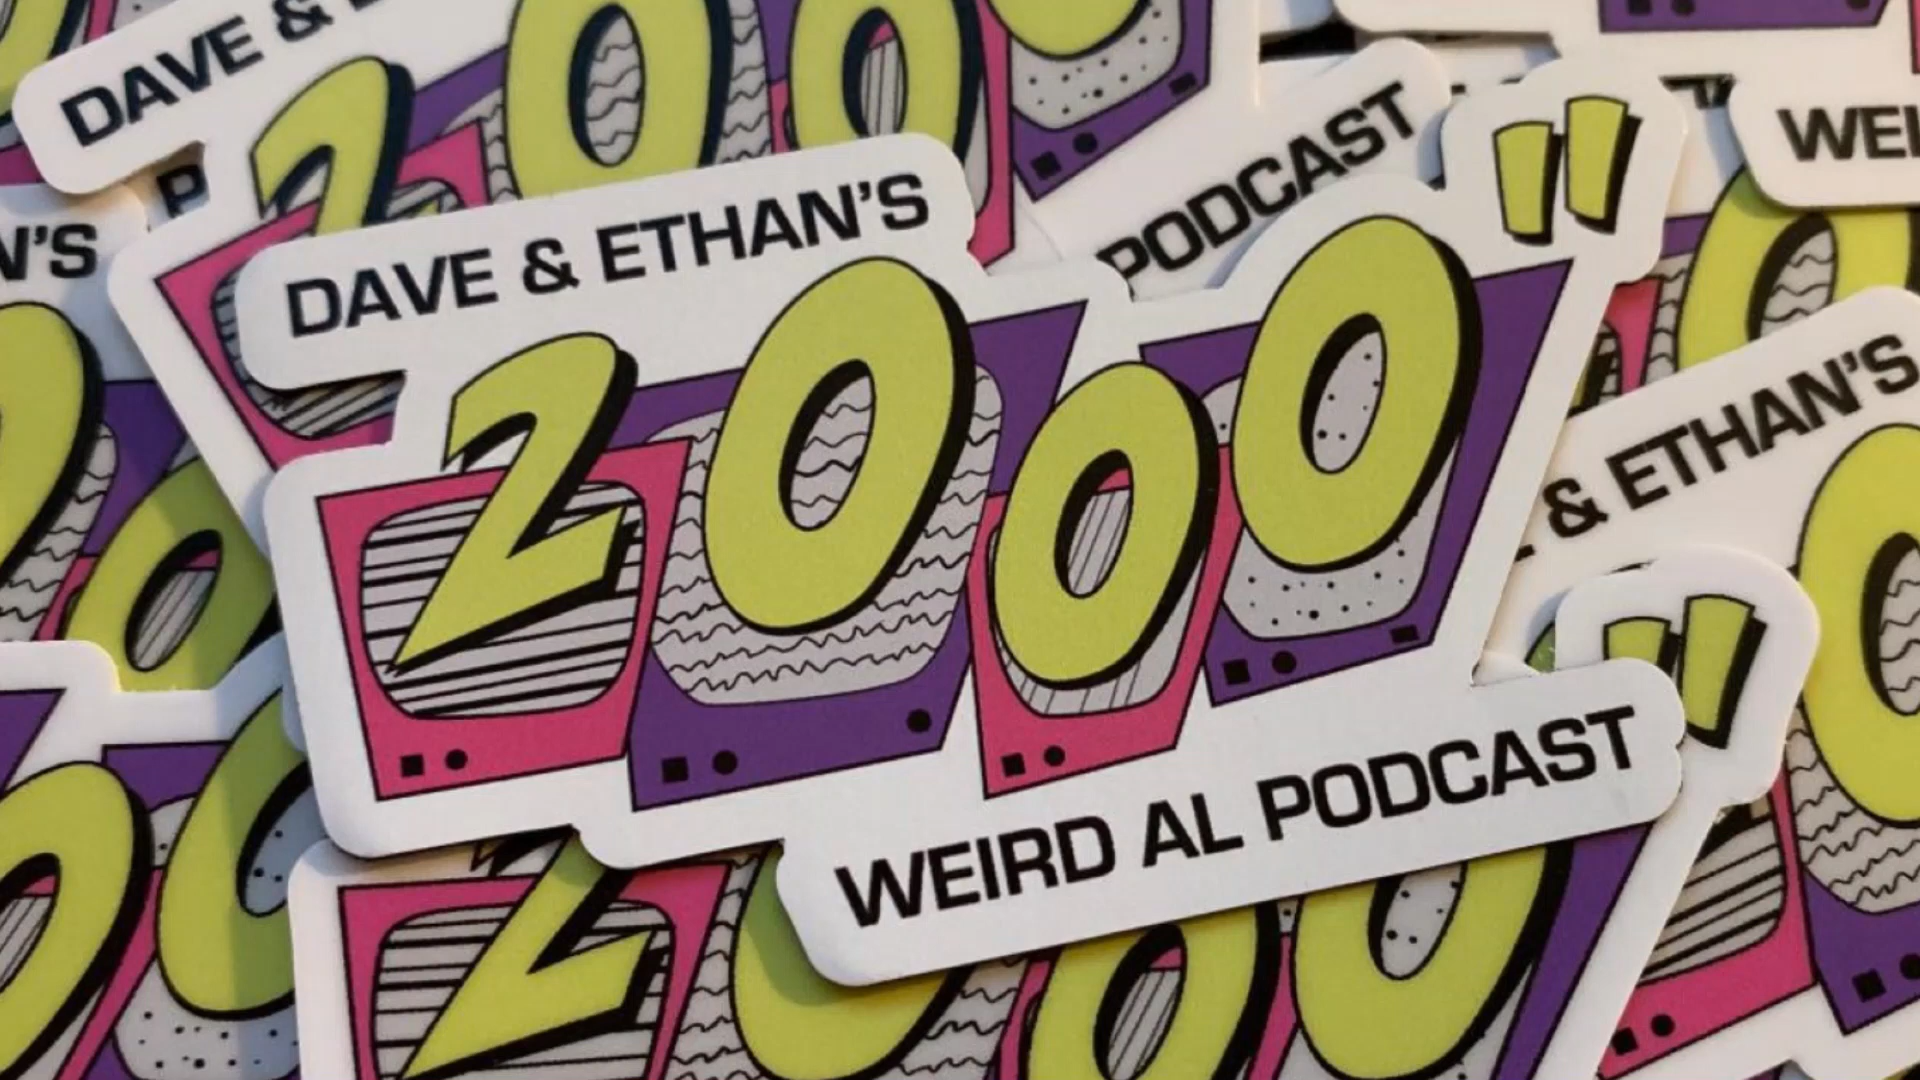 DAVE &
PODCAST
WEI
N'S
DAVE & ETHAN'S
2000"
WEIRD AL PODCAST
& ETHAN'S